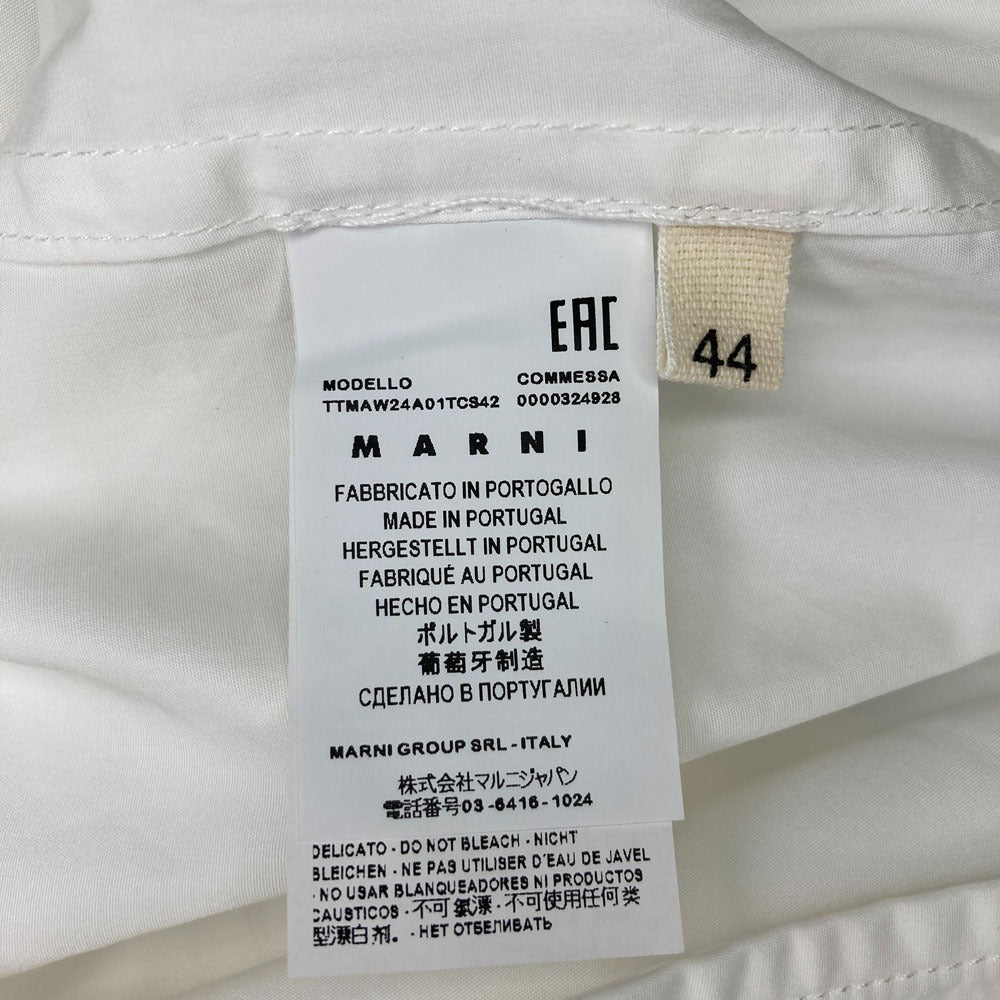 EAC
44
MODELLO COMMESSA
TTMAW24A01TCS42 0000324928
MARNI
FABBRICATO IN PORTOGALLO
MADE IN PORTUGAL
HERGESTELLT IN PORTUGAL
FABRIQUÉ AU PORTUGAL
HECHO EN PORTUGAL
ポルトガル製
葡萄牙制造
СДЕЛАНО В ПОРТУГАЛИИ
MARNI GROUP SRL - ITALY
株式会社マルニジャパン
電話番号03-6416-1024
DELICATO - DO NOT BLEACH - NICHT
BLEICHEN - NE PAS UTILISER D'EAU DE JAVEL
- NO USAR BLANQUEADORES NI PRODUCTOS
CAUSTICOS - 不可氯漂 - 不可使用任何类
型漂白剂。 - НЕ ОТБЕЛИВАТЬ